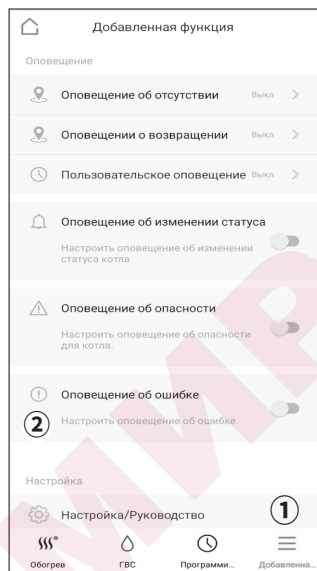 Добавленная функция
Оповещение
Оповещение об отсутствии Выкл
Оповещении о возвращении Выкл
Пользовательское оповещение Выкл
Оповещение об изменении статуса
Настроить оповещение об изменении
статуса котла
Оповещение об опасности
Настроить оповещение об опасности
для котла.
Оповещение об ошибке
2 Настроить оповещение об ошибке.
Настройка
1
Настройка/Руководство
Обогрев ГВС Программи... Добавленна...
МИР